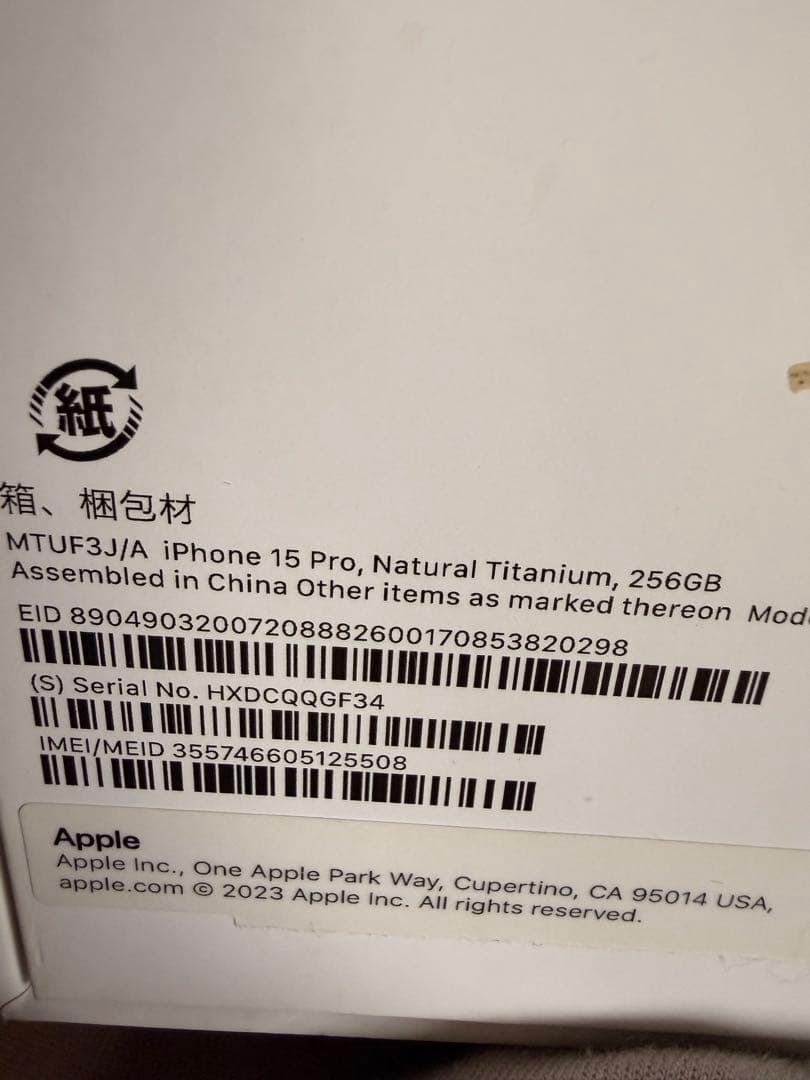 紙
箱、梱包材
MTUF3J/A iPhone 15 Pro, Natural Titanium, 256GB
Assembled in China Other items as marked thereon
EID 89049032007208882600170853820298
(S) Serial No. HXDCQQGF34
IMEI/MEID 355746605125508
Apple
Apple Inc., One Apple Park Way, Cupertino, CA 95014 USA,
apple.com © 2023 Apple Inc. All rights reserved.